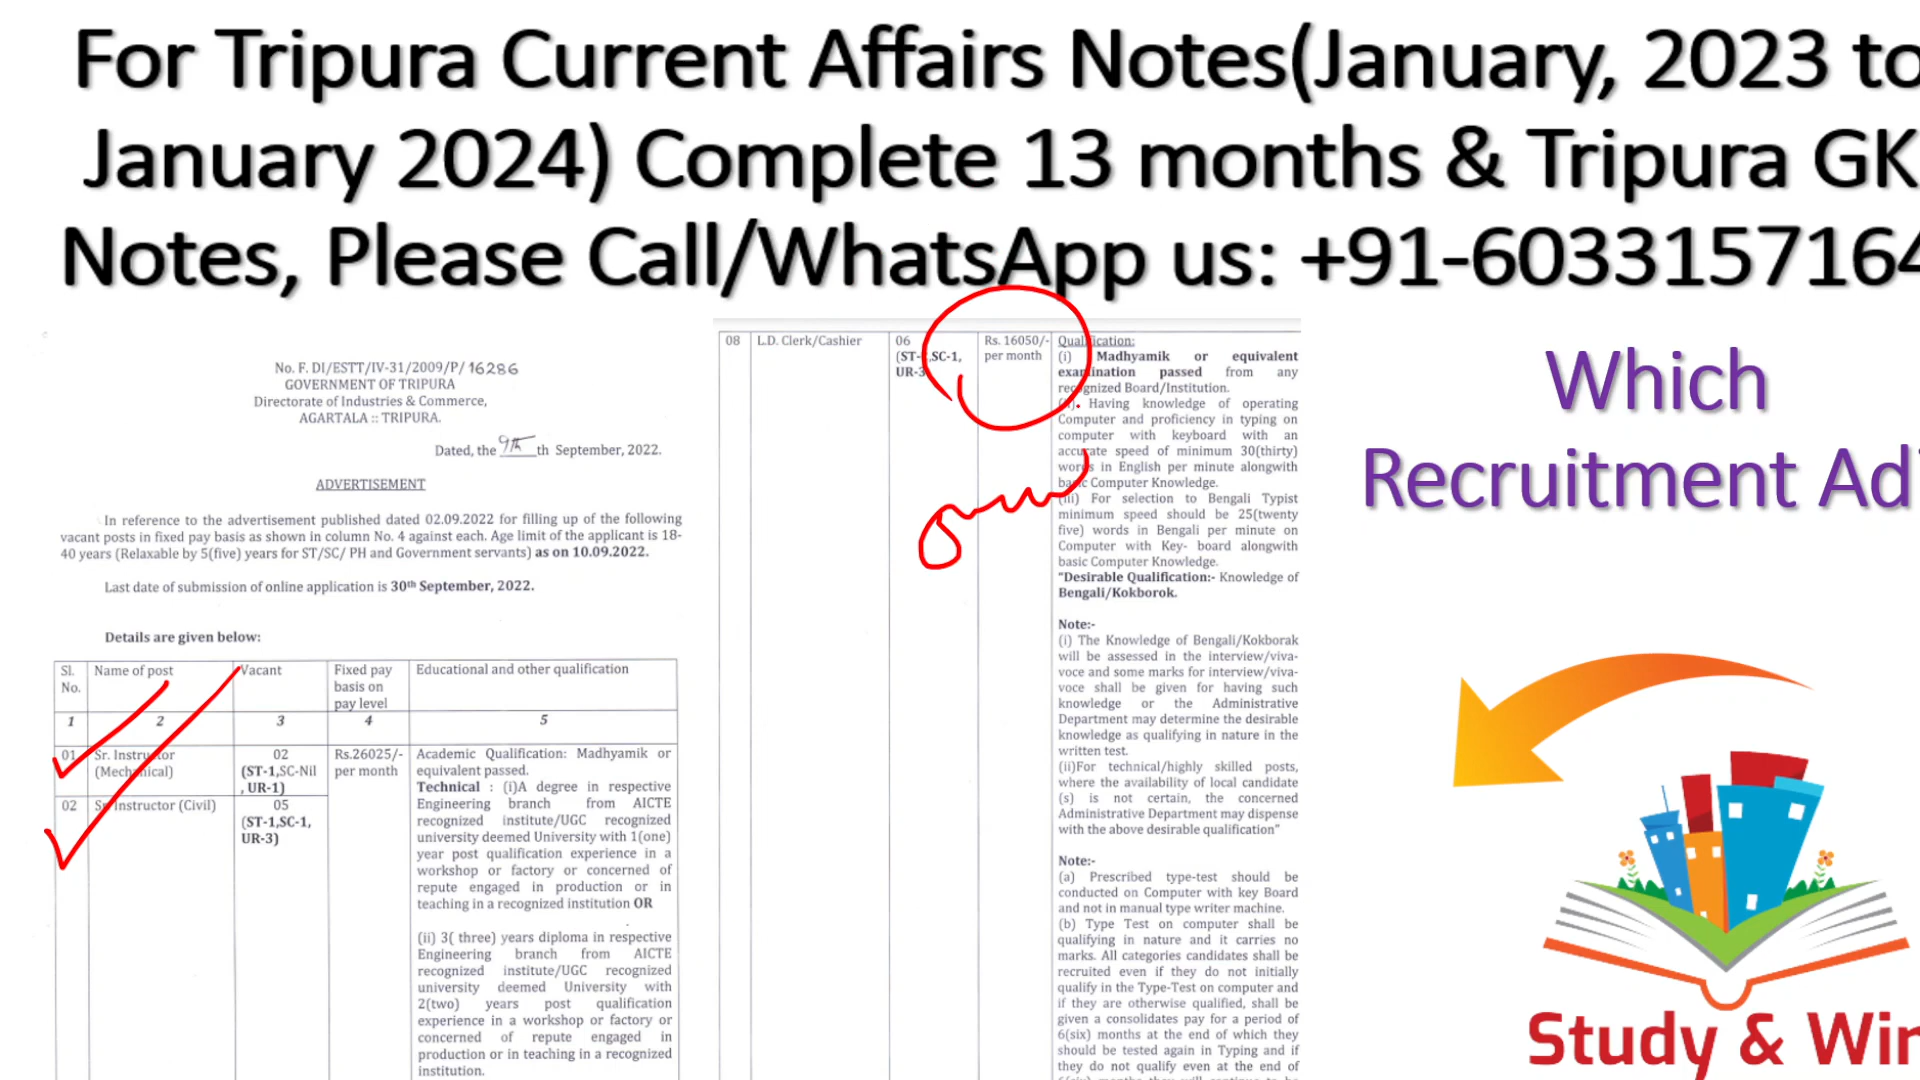 For Tripura Current Affairs Notes(January, 2023 to
January 2024) Complete 13 months & Tripura GK
Notes, Please Call/WhatsApp us: +91-6033157164
No. F. DI/ESTT/IV-31/2009/P/ 16286
GOVERNMENT OF TRIPURA
Directorate of Industries & Commerce,
AGARTALA :: TRIPURA.
Dated, the 9th th September, 2022.
ADVERTISEMENT
In reference to the advertisement published dated 02.09.2022 for filling up of the following
vacant posts in fixed pay basis as shown in column No. 4 against each. Age limit of the applicant is 18-
40 years (Relaxable by 5(five) years for ST/SC/ PH and Government servants) as on 10.09.2022.
Last date of submission of online application is 30th September, 2022.
Details are given below:
Sl. No.
Name of post
Vacant
Fixed pay basis on pay level
Educational and other qualification
1 2 3 4 5
01
Sr. Instructor
(Mechanical)
02
(ST-1,SC-Nil
, UR-1)
Rs.26025/-
per month
02
Sr Instructor (Civil)
05
(ST-1,SC-1,
UR-3)
Academic Qualification: Madhyamik or
equivalent passed.
Technical : (i)A degree in respective
Engineering branch from AICTE
recognized institute/UGC recognized
university deemed University with 1(one)
year post qualification experience in a
workshop or factory or concerned of
repute engaged in production or in
teaching in a recognized institution OR
(ii) 3( three) years diploma in respective
Engineering branch from AICTE
recognized institute/UGC recognized
university deemed University with
2(two) years post qualification
experience in a workshop or factory or
concerned of repute engaged in
production or in teaching in a recognized
institution.
08
L.D. Clerk/Cashier
06
(ST- ,SC-1,
UR-3
Rs. 16050/-
per month
Qualification:
(i) Madhyamik or equivalent
examination passed from any
recognized Board/Institution.
Having knowledge of operating
Computer and proficiency in typing on
computer with keyboard with an
accurate speed of minimum 30(thirty)
words in English per minute alongwith
basic Computer Knowledge.
(iii) For selection to Bengali Typist
minimum speed should be 25(twenty
five) words in Bengali per minute on
Computer with Key- board alongwith
basic Computer Knowledge.
"Desirable Qualification:- Knowledge of
Bengali/Kokborok.
Note:-
(i) The Knowledge of Bengali/Kokborak
will be assessed in the interview/viva-
voce and some marks for interview/viva-
voce shall be given for having such
knowledge or the Administrative
Department may determine the desirable
knowledge as qualifying in nature in the
written test.
(ii)For technical/highly skilled posts,
where the availability of local candidate
(s) is not certain, the concerned
Administrative Department may dispense
with the above desirable qualification"
Note:-
(a) Prescribed type-test should be
conducted on Computer with key Board
and not in manual type writer machine.
(b) Type Test on computer shall be
qualifying in nature and it carries no
marks. All categories candidates shall be
recruited even if they do not initially
qualify in the Type-Test on computer and
if they are otherwise qualified, shall be
given a consolidates pay for a period of
6(six) months at the end of which they
should be tested again in Typing and if
they do not qualify even at the end of
Which
Recruitment Ad
Study & Win